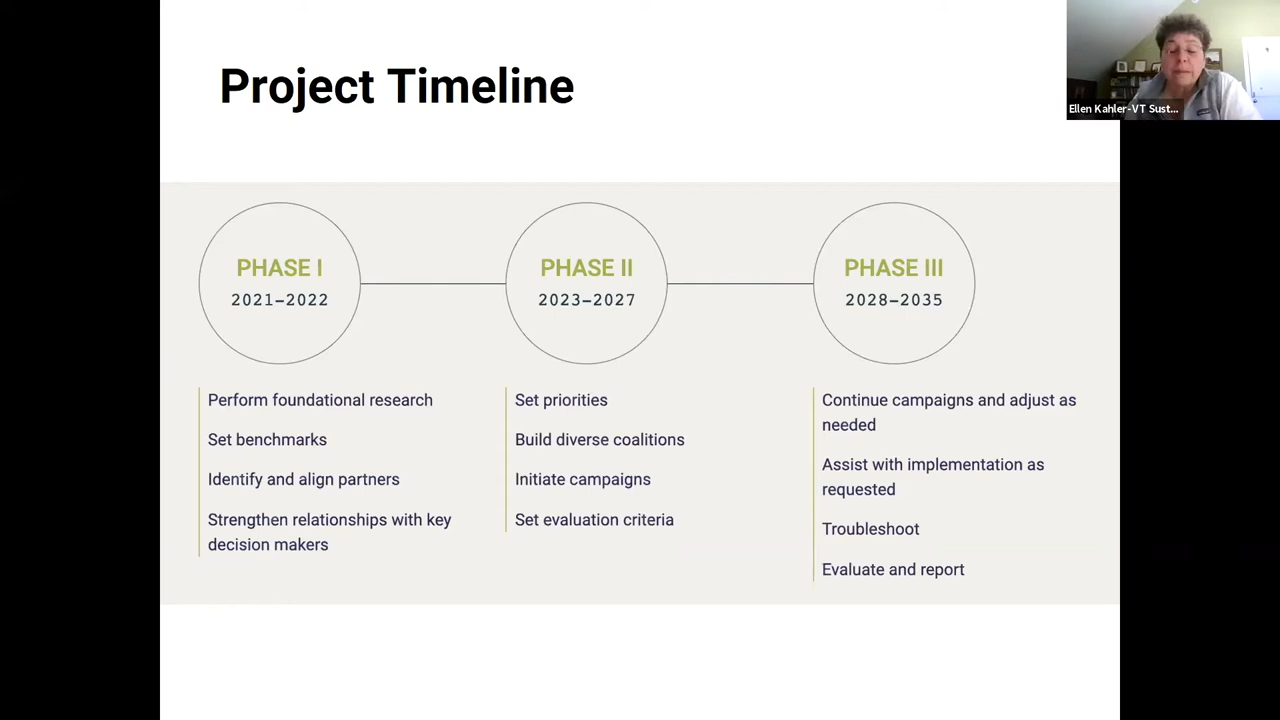 Project Timeline
Ellen Kahler-VT Sust...
PHASE I
2021–2022
PHASE II
2023–2027
PHASE III
2028–2035
Perform foundational research
Set benchmarks
Identify and align partners
Strengthen relationships with key
decision makers
Set priorities
Build diverse coalitions
Initiate campaigns
Set evaluation criteria
Continue campaigns and adjust as
needed
Assist with implementation as
requested
Troubleshoot
Evaluate and report